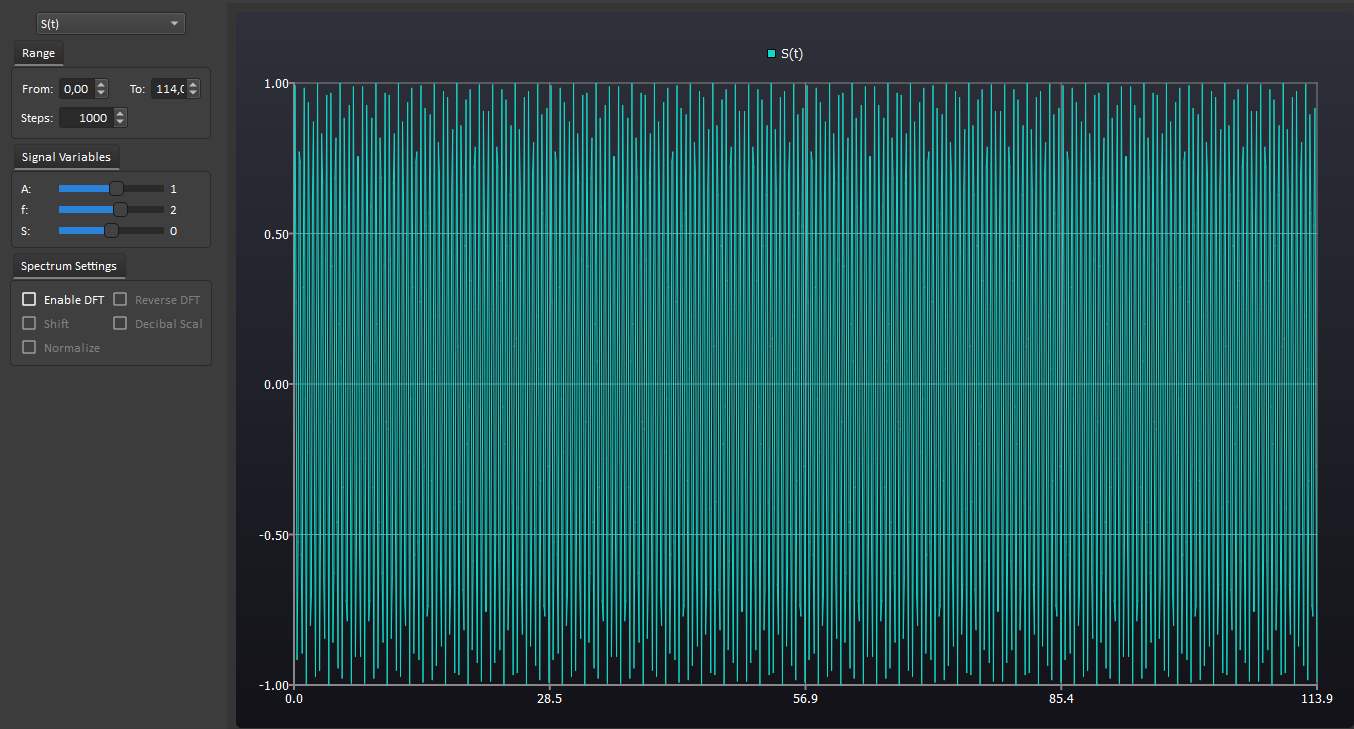 S(t)
Range
From: 0,00 To: 114,0
Steps: 1000
Signal Variables
A: 1
f: 2
S: 0
Spectrum Settings
Enable DFT Reverse DFT
Shift Decibal Scal
Normalize
S(t)
1.00
0.50
0.00
-0.50
-1.00
0.0 28.5 56.9 85.4 113.9